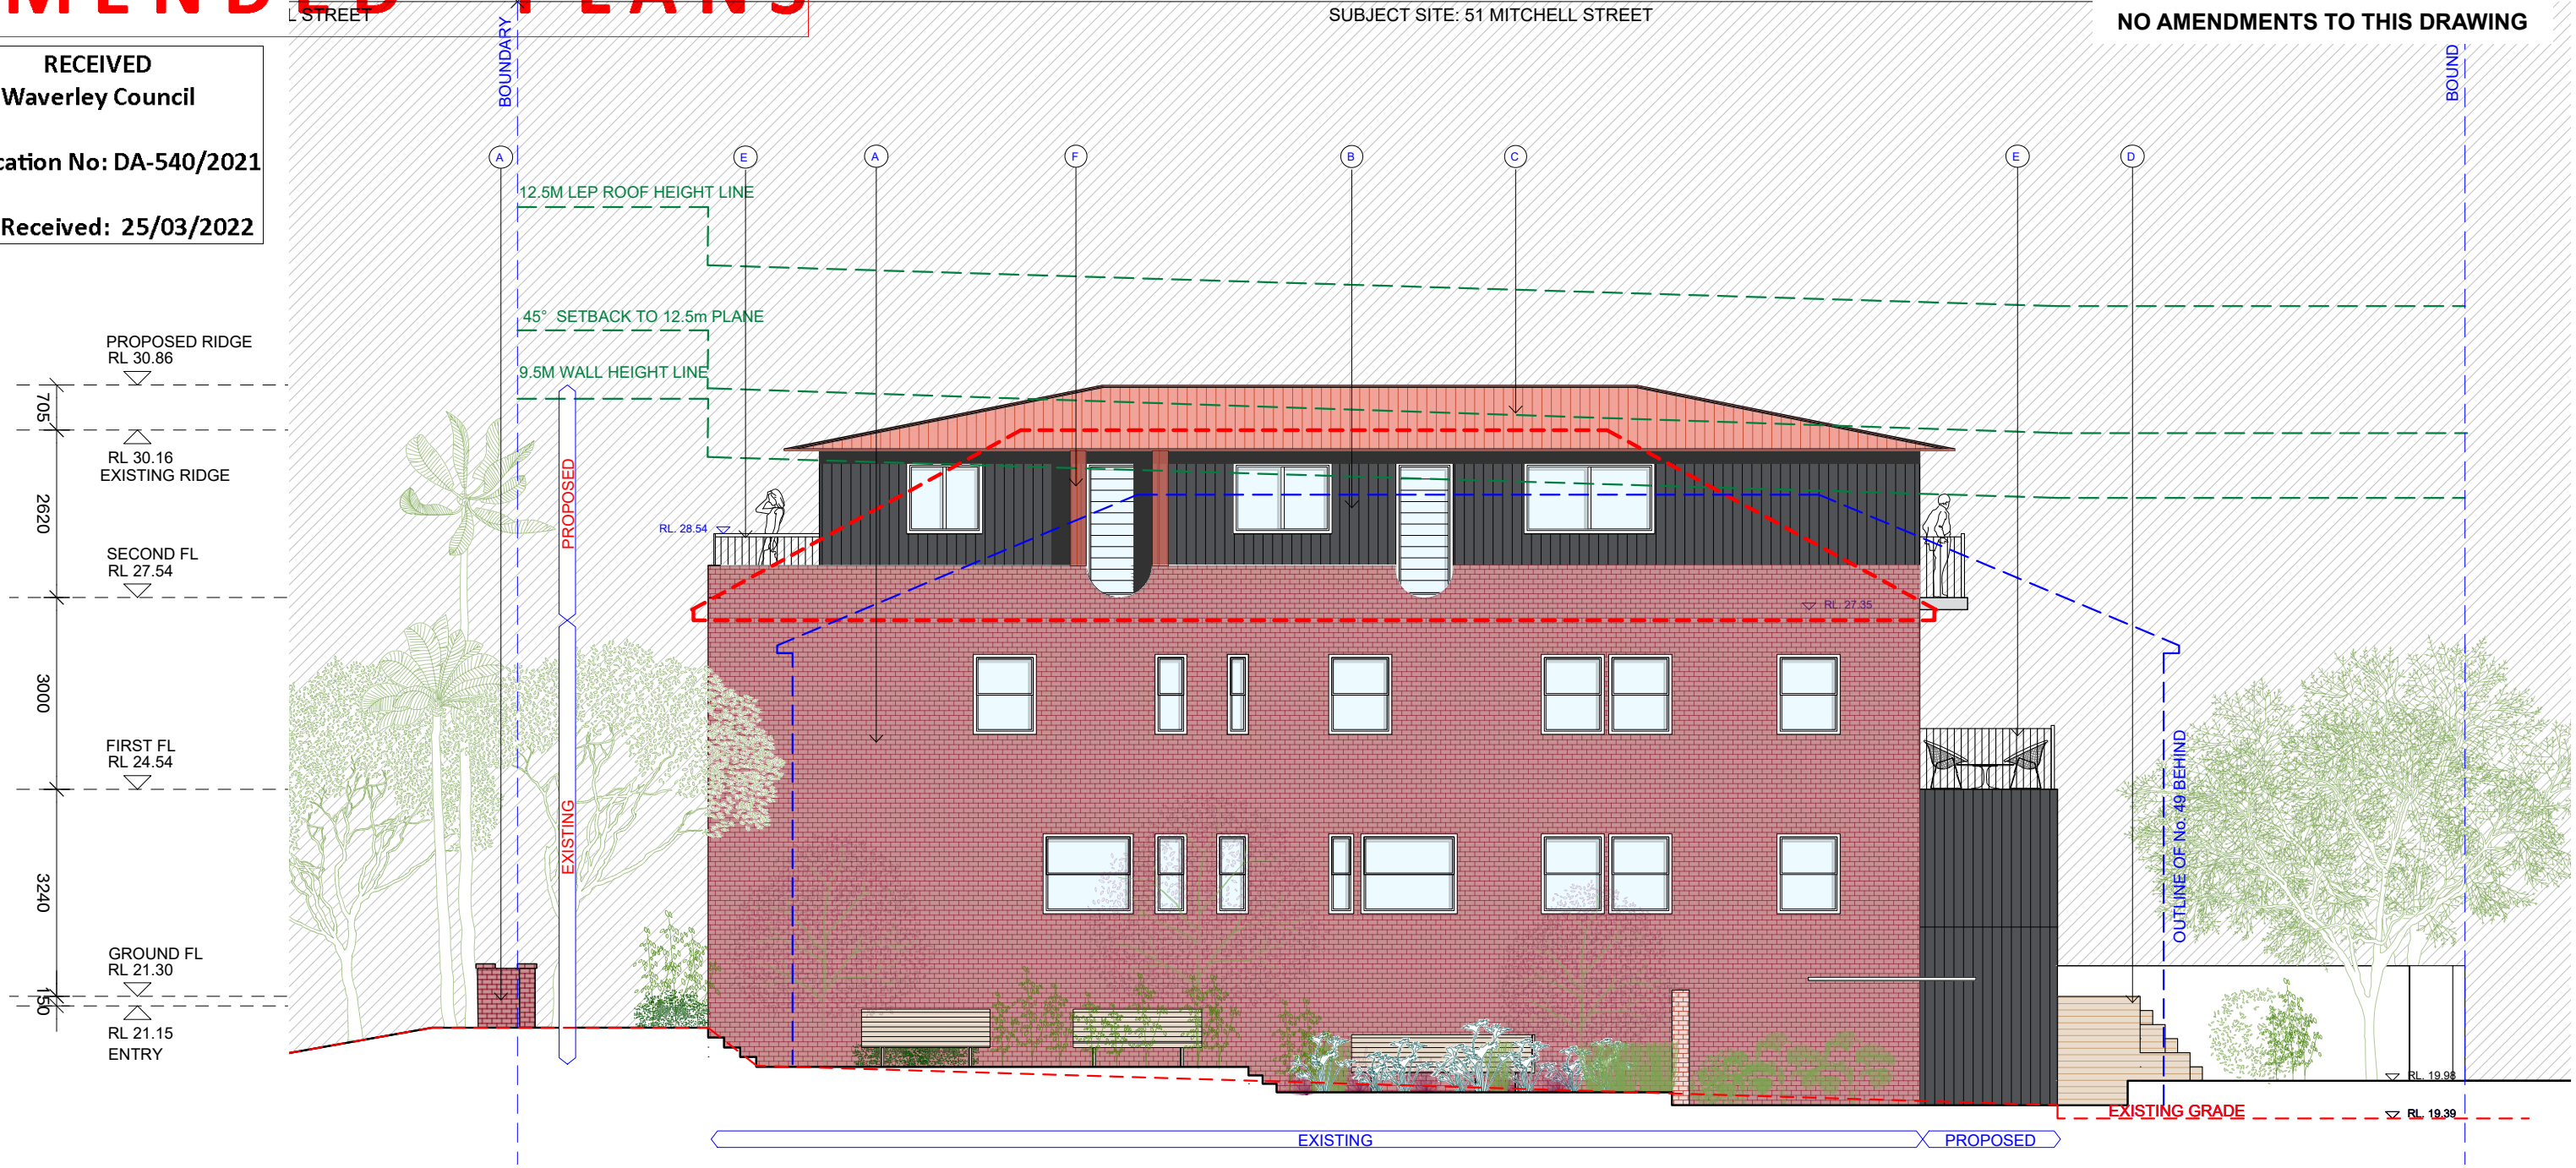 MENDED PLANS
L STREET
SUBJECT SITE: 51 MITCHELL STREET
NO AMENDMENTS TO THIS DRAWING
RECEIVED
Waverley Council
cation No: DA-540/2021
Received: 25/03/2022
BOUNDARY
BOUND
A
E
A
F
B
C
E
D
12.5M LEP ROOF HEIGHT LINE
45° SETBACK TO 12.5m PLANE
9.5M WALL HEIGHT LINE
PROPOSED RIDGE
RL 30.86
705
RL 30.16
EXISTING RIDGE
2620
SECOND FL
RL 27.54
3000
FIRST FL
RL 24.54
3240
GROUND FL
RL 21.30
150
RL 21.15
ENTRY
PROPOSED
EXISTING
RL. 28.54
RL. 27.35
OUTLINE OF No. 49 BEHIND
RL. 19.98
EXISTING GRADE
RL. 19.39
EXISTING
PROPOSED